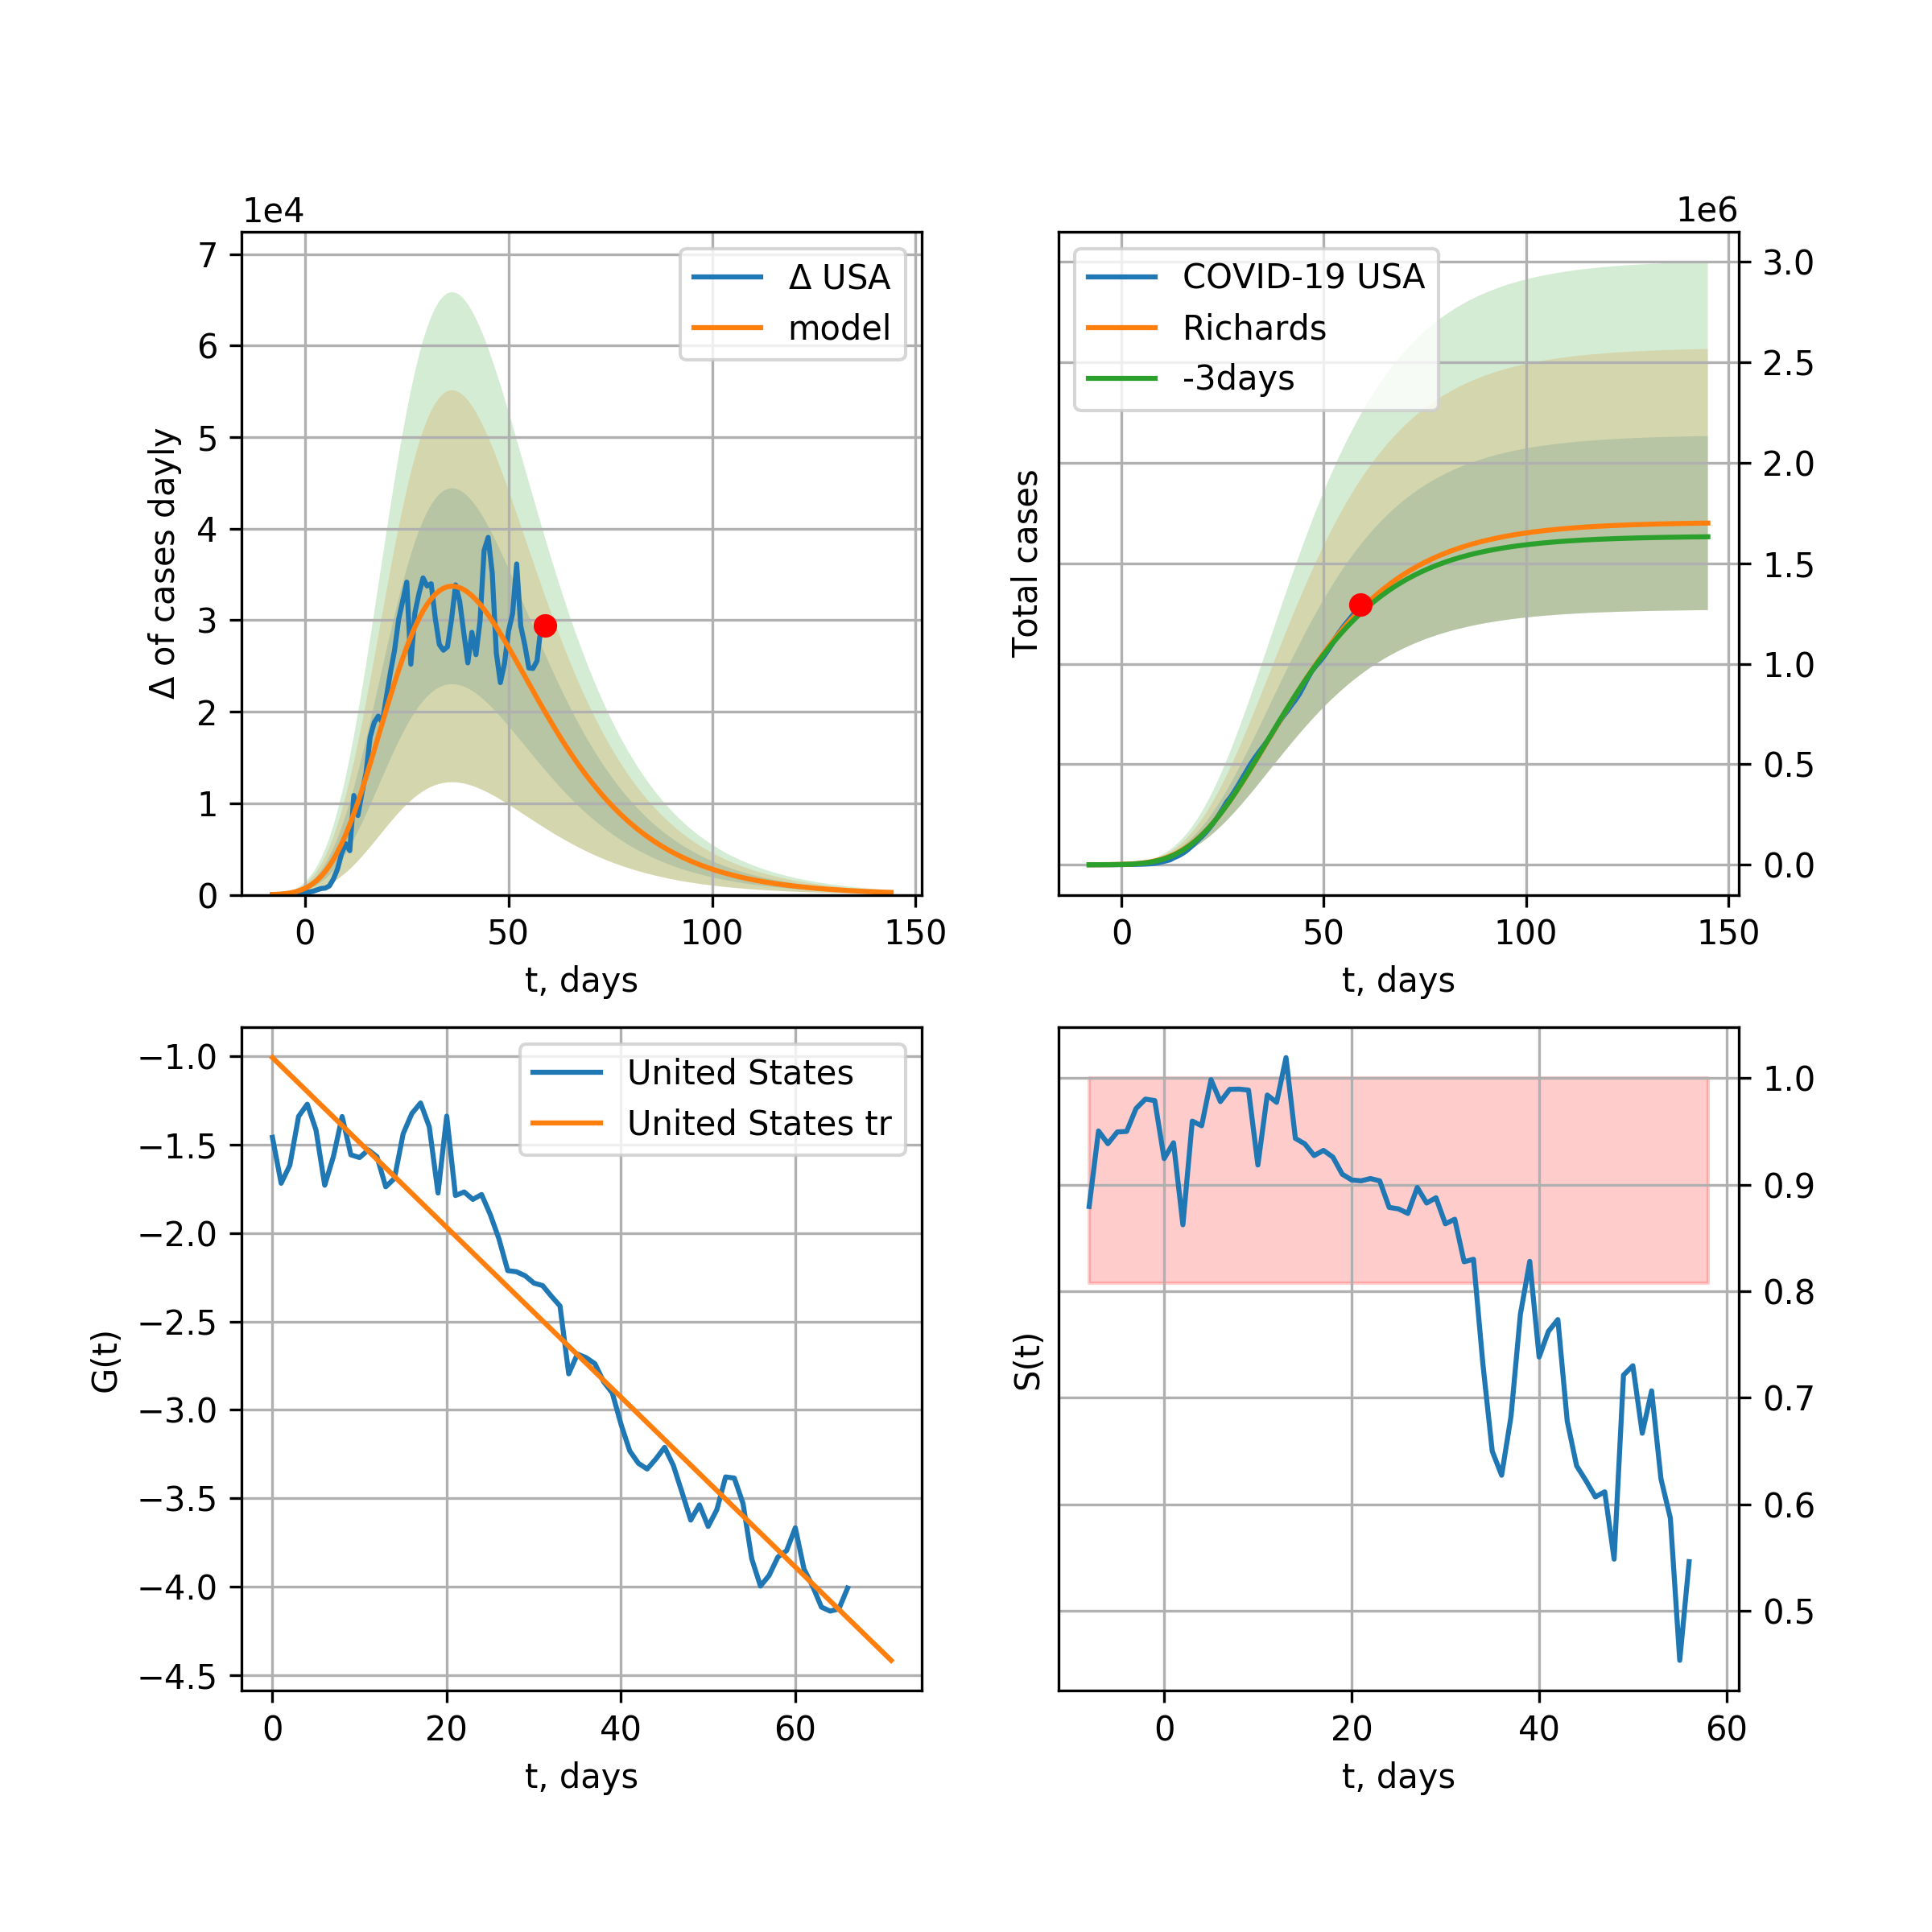 1e4
7
6
5
4
3
2
1
0
Δ of cases dayly
Δ USA
model
0 50 100 150
t, days
1e6
3.0
2.5
2.0
1.5
1.0
0.5
0.0
Total cases
COVID-19 USA
Richards
-3days
0 50 100 150
t, days
−1.0
−1.5
−2.0
−2.5
−3.0
−3.5
−4.0
−4.5
G(t)
United States
United States tr
0 20 40 60
t, days
1.0
0.9
0.8
0.7
0.6
0.5
S(t)
0 20 40 60
t, days